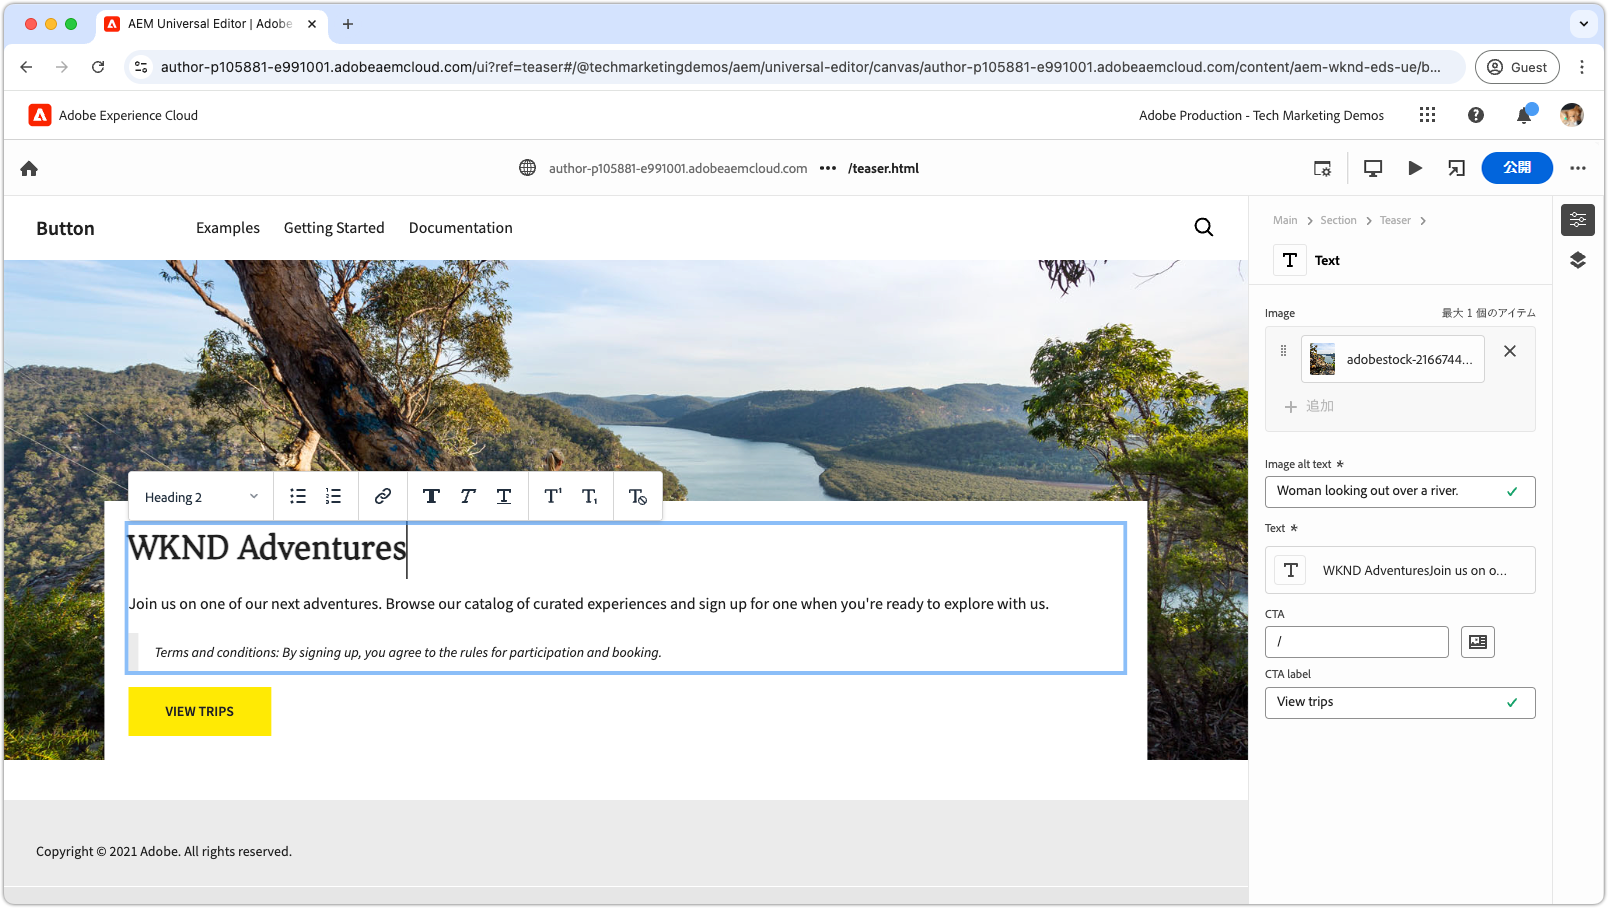 AEM Universal Editor | Adobe
author-p105881-e991001.adobeaemcloud.com/ui?ref=teaser#/@techmarketingdemos/aem/universal-editor/canvas/author-p105881-e991001.adobeaemcloud.com/content/aem-wknd-eds-ue/b...
Guest
Adobe Experience Cloud
Adobe Production - Tech Marketing Demos
author-p105881-e991001.adobeaemcloud.com ••• /teaser.html
公開
Button
Examples
Getting Started
Documentation
Heading 2
WKND Adventures
Join us on one of our next adventures. Browse our catalog of curated experiences and sign up for one when you're ready to explore with us.
Terms and conditions: By signing up, you agree to the rules for participation and booking.
VIEW TRIPS
Copyright © 2021 Adobe. All rights reserved.
Main > Section > Teaser >
Text
Image
最大 1 個のアイテム
adobestock-2166744...
追加
Image alt text *
Woman looking out over a river.
Text *
WKND AdventuresJoin us on o...
CTA
/
CTA label
View trips